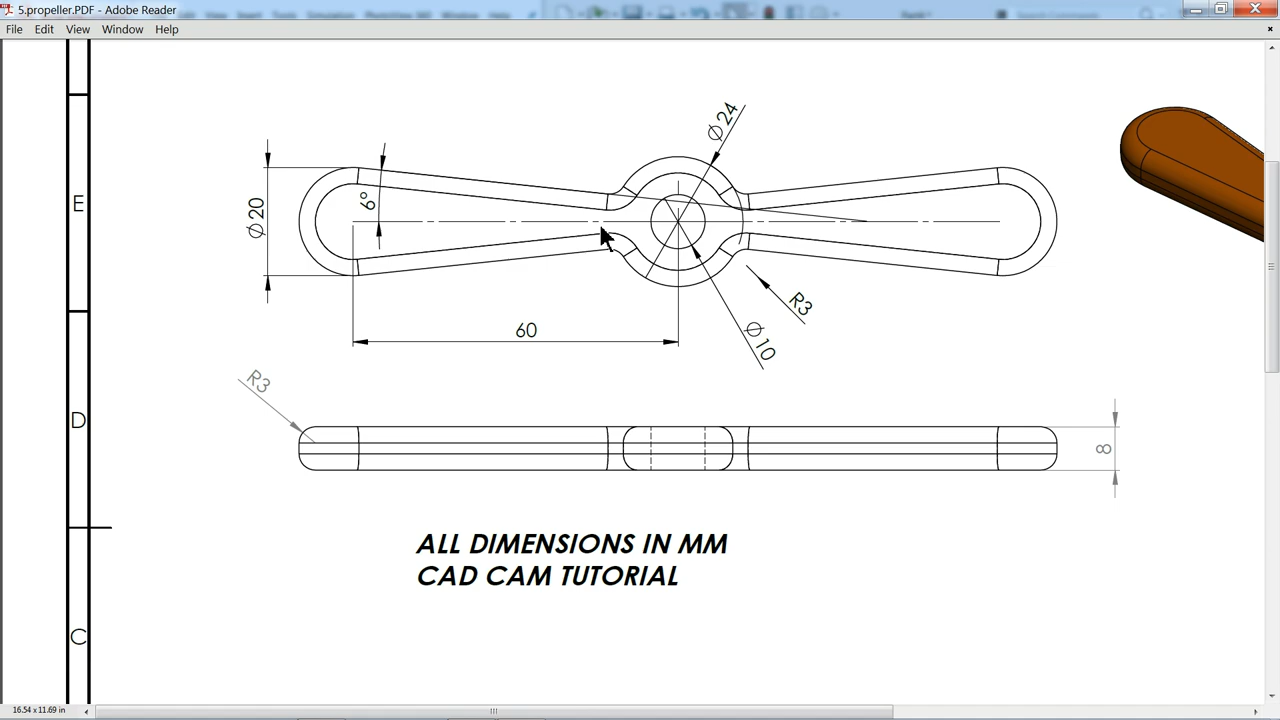 5.propeller.PDF - Adobe Reader
File Edit View Window Help
E
D
C
Ø24
Ø20
6°
R3
Ø10
60
R3
8
ALL DIMENSIONS IN MM
CAD CAM TUTORIAL
16.54 x 11.69 in